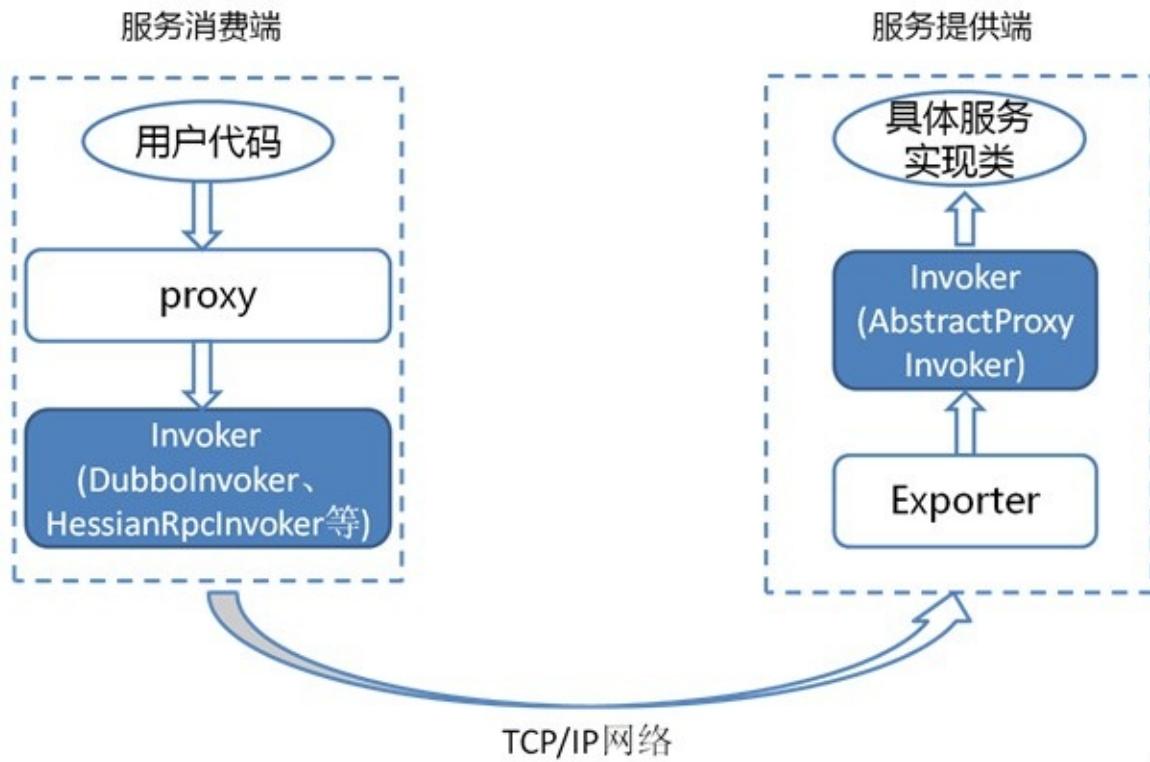 服务消费端
用户代码
proxy
Invoker
(DubboInvoker、
HessianRpcInvoker等)
服务提供端
具体服务
实现类
Invoker
(AbstractProxy
Invoker)
Exporter
TCP/IP网络